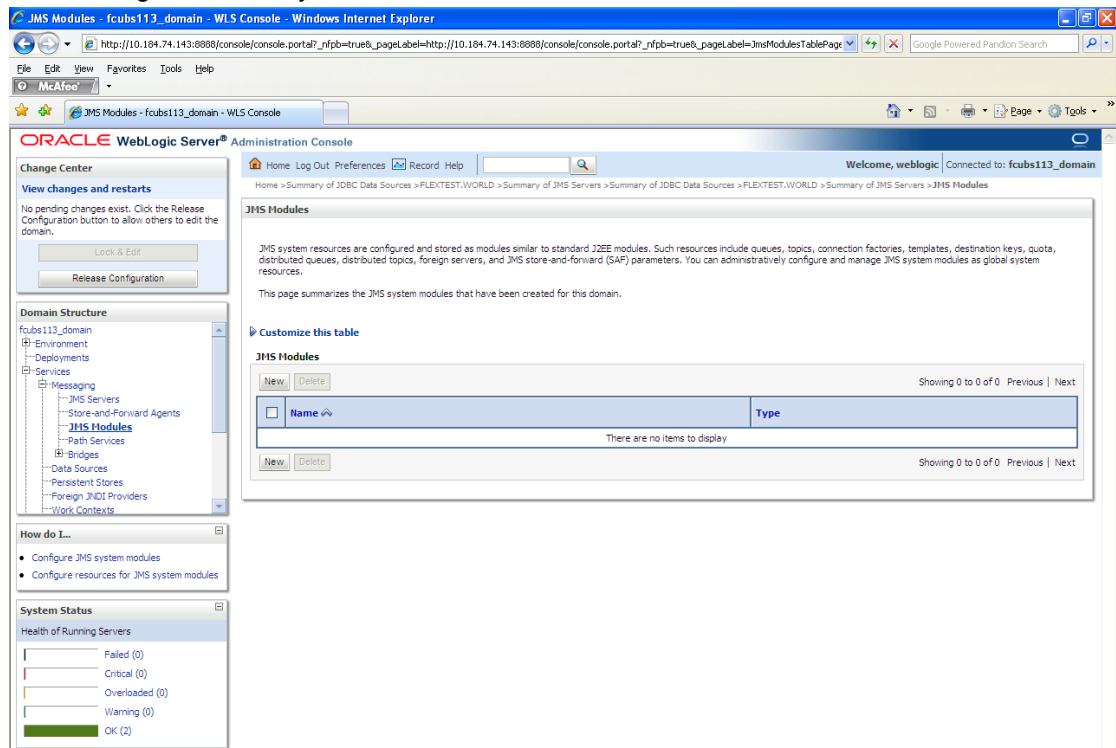 JMS Modules - fcubs113_domain - WLS Console - Windows Internet Explorer
http://10.184.74.143:8888/console/console.portal?_nfpb=true&_pageLabel=http://10.184.74.143:8888/console/console.portal?_nfpb=true&_pageLabel=JmsModulesTablePage
Google Powered Pandion Search
File Edit View Favorites Tools Help
McAfee
JMS Modules - fcubs113_domain - WLS Console
Page Tools
ORACLE WebLogic Server® Administration Console
Change Center
View changes and restarts
No pending changes exist. Click the Release
Configuration button to allow others to edit the
domain.
Lock & Edit
Release Configuration
Domain Structure
fcubs113_domain
Environment
Deployments
Services
Messaging
JMS Servers
Store-and-Forward Agents
JMS Modules
Path Services
Bridges
Data Sources
Persistent Stores
Foreign JNDI Providers
Work Contexts
How do I...
Configure JMS system modules
Configure resources for JMS system modules
System Status
Health of Running Servers
Failed (0)
Critical (0)
Overloaded (0)
Warning (0)
OK (2)
Home Log Out Preferences Record Help
Welcome, weblogic Connected to: fcubs113_domain
Home >Summary of JDBC Data Sources >FLEXTEST.WORLD >Summary of JMS Servers >Summary of JDBC Data Sources >FLEXTEST.WORLD >Summary of JMS Servers >JMS Modules
JMS Modules
JMS system resources are configured and stored as modules similar to standard J2EE modules. Such resources include queues, topics, connection factories, templates, destination keys, quota,
distributed queues, distributed topics, foreign servers, and JMS store-and-forward (SAF) parameters. You can administratively configure and manage JMS system modules as global system
resources.
This page summarizes the JMS system modules that have been created for this domain.
Customize this table
JMS Modules
New Delete Showing 0 to 0 of 0 Previous | Next
Name Type
There are no items to display
New Delete Showing 0 to 0 of 0 Previous | Next